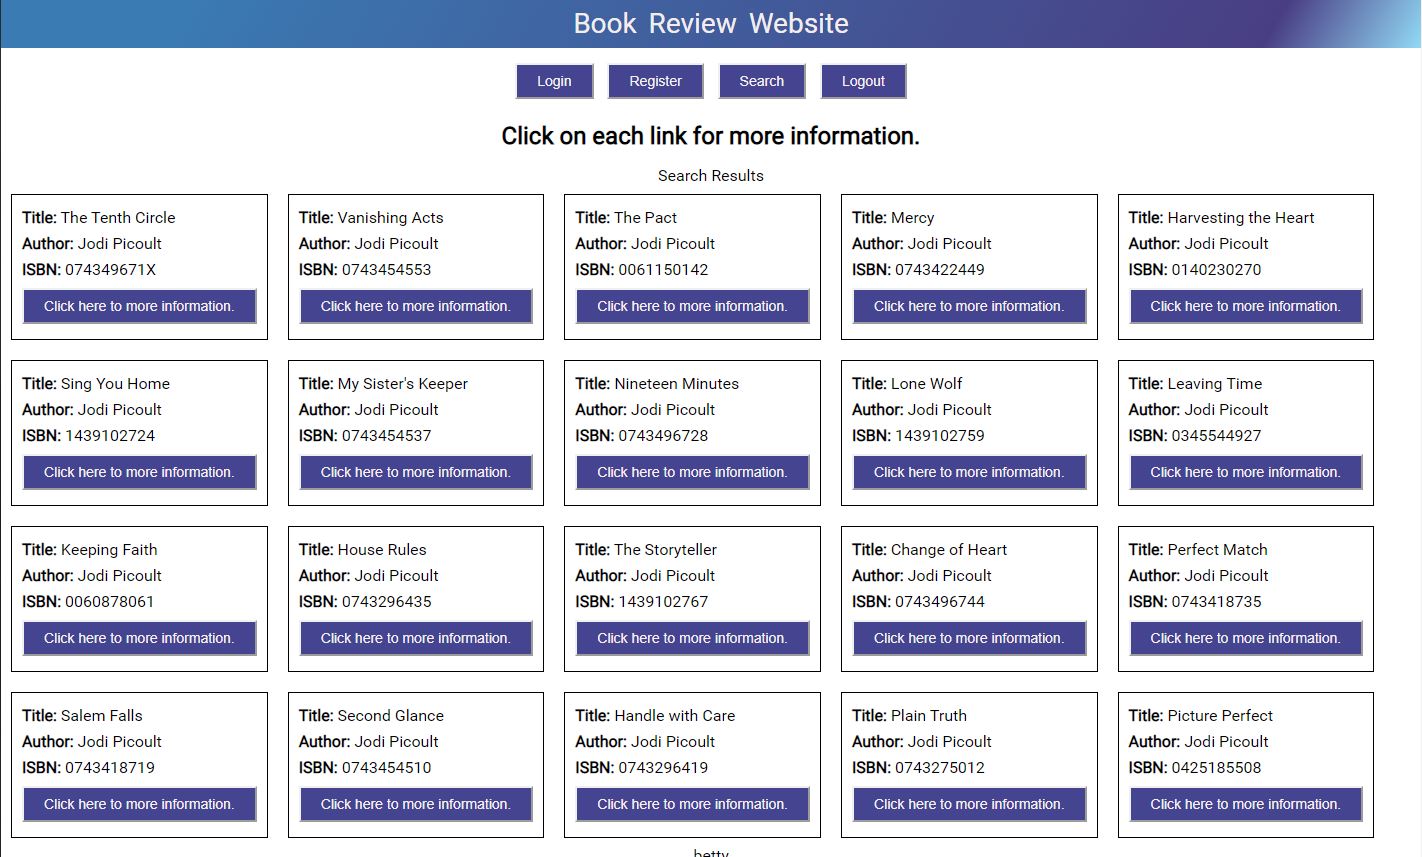 Book Review Website
Login Register Search Logout
Click on each link for more information.
Search Results
Title: The Tenth Circle
Author: Jodi Picoult
ISBN: 074349671X
Click here to more information.
Title: Vanishing Acts
Author: Jodi Picoult
ISBN: 0743454553
Click here to more information.
Title: The Pact
Author: Jodi Picoult
ISBN: 0061150142
Click here to more information.
Title: Mercy
Author: Jodi Picoult
ISBN: 0743422449
Click here to more information.
Title: Harvesting the Heart
Author: Jodi Picoult
ISBN: 0140230270
Click here to more information.
Title: Sing You Home
Author: Jodi Picoult
ISBN: 1439102724
Click here to more information.
Title: My Sister's Keeper
Author: Jodi Picoult
ISBN: 0743454537
Click here to more information.
Title: Nineteen Minutes
Author: Jodi Picoult
ISBN: 0743496728
Click here to more information.
Title: Lone Wolf
Author: Jodi Picoult
ISBN: 1439102759
Click here to more information.
Title: Leaving Time
Author: Jodi Picoult
ISBN: 0345544927
Click here to more information.
Title: Keeping Faith
Author: Jodi Picoult
ISBN: 0060878061
Click here to more information.
Title: House Rules
Author: Jodi Picoult
ISBN: 0743296435
Click here to more information.
Title: The Storyteller
Author: Jodi Picoult
ISBN: 1439102767
Click here to more information.
Title: Change of Heart
Author: Jodi Picoult
ISBN: 0743496744
Click here to more information.
Title: Perfect Match
Author: Jodi Picoult
ISBN: 0743418735
Click here to more information.
Title: Salem Falls
Author: Jodi Picoult
ISBN: 0743418719
Click here to more information.
Title: Second Glance
Author: Jodi Picoult
ISBN: 0743454510
Click here to more information.
Title: Handle with Care
Author: Jodi Picoult
ISBN: 0743296419
Click here to more information.
Title: Plain Truth
Author: Jodi Picoult
ISBN: 0743275012
Click here to more information.
Title: Picture Perfect
Author: Jodi Picoult
ISBN: 0425185508
Click here to more information.
betty